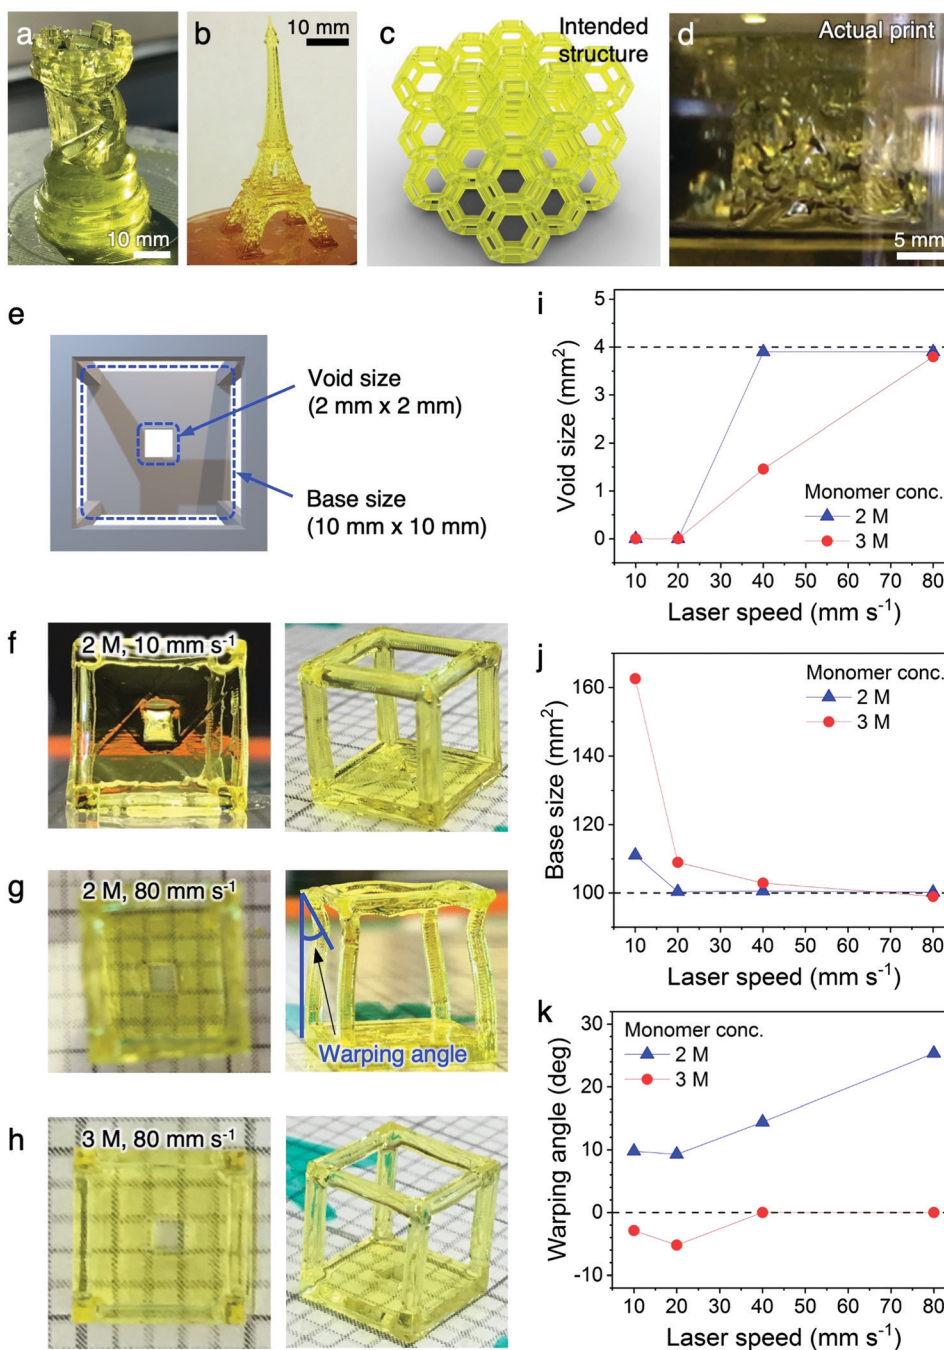 a
10 mm
b
10 mm
c
Intended
structure
d
Actual print
5 mm
e
Void size
(2 mm x 2 mm)
Base size
(10 mm x 10 mm)
f
2 M, 10 mm s⁻¹
g
2 M, 80 mm s⁻¹
Warping angle
h
3 M, 80 mm s⁻¹
i
5
4
3
2
1
0
Void size (mm²)
Monomer conc.
2 M
3 M
10 20 30 40 50 60 70 80
Laser speed (mm s⁻¹)
j
160
140
120
100
Base size (mm²)
Monomer conc.
2 M
3 M
10 20 30 40 50 60 70 80
Laser speed (mm s⁻¹)
k
30
20
10
0
-10
Warping angle (deg)
Monomer conc.
2 M
3 M
10 20 30 40 50 60 70 80
Laser speed (mm s⁻¹)